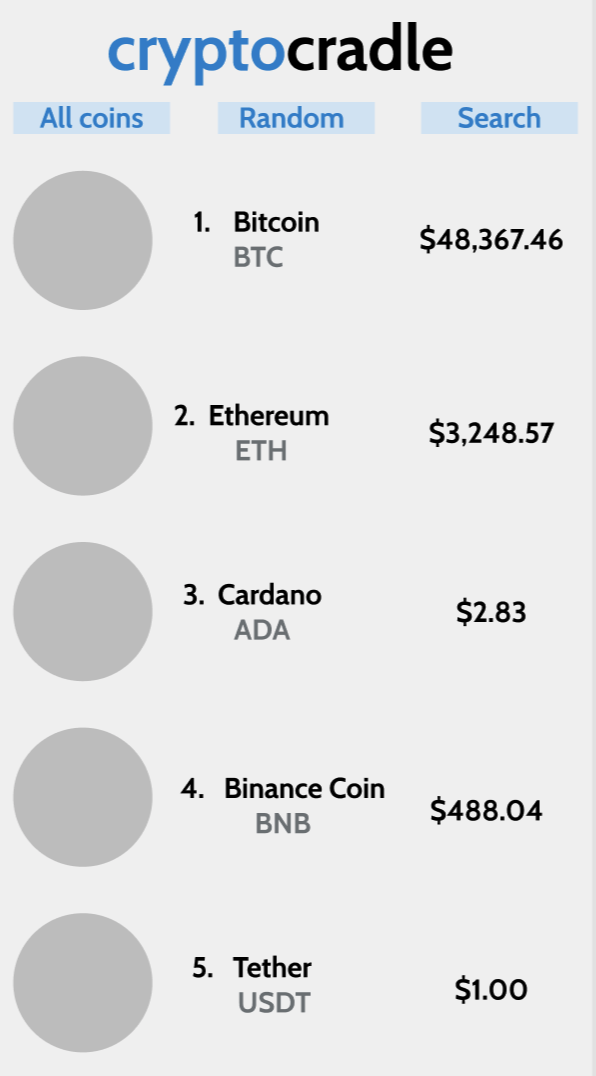 cryptocradle
All coins Random Search
1. Bitcoin
BTC
$48,367.46
2. Ethereum
ETH
$3,248.57
3. Cardano
ADA
$2.83
4. Binance Coin
BNB
$488.04
5. Tether
USDT
$1.00